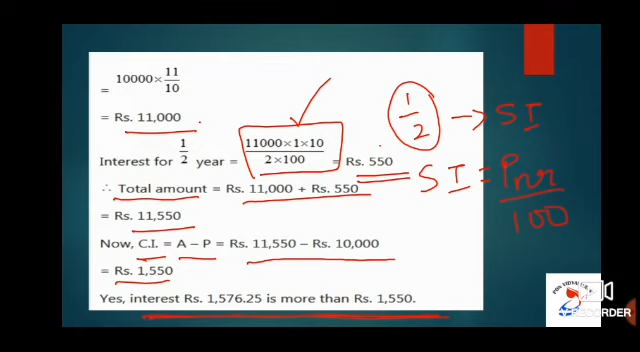 = 10000 × 11/10
= Rs. 11,000
Interest for 1/2 year = 11000×1×10/2×100 = Rs. 550
∴ Total amount = Rs. 11,000 + Rs. 550
= Rs. 11,550
Now, C.I. = A – P = Rs. 11,550 – Rs. 10,000
= Rs. 1,550
Yes, interest Rs. 1,576.25 is more than Rs. 1,550.
1/2 → SI
SI = Pnr/100